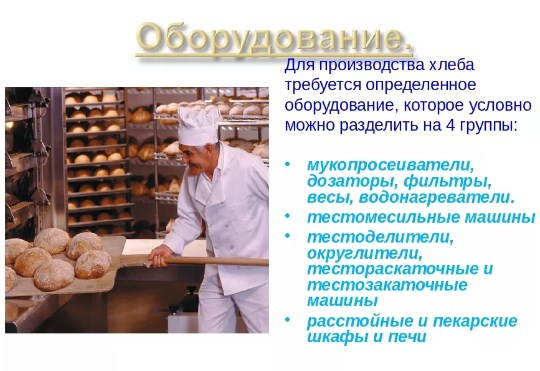 Оборудование.
Для производства хлеба
требуется определенное
оборудование, которое условно
можно разделить на 4 группы:
• мукопросеиватели,
дозаторы, фильтры,
весы, водонагреватели.
• тестомесильные машины
• тестоделители,
округлители,
тестораскаточные и
тестозакаточные
машины
• расстойные и пекарские
шкафы и печи